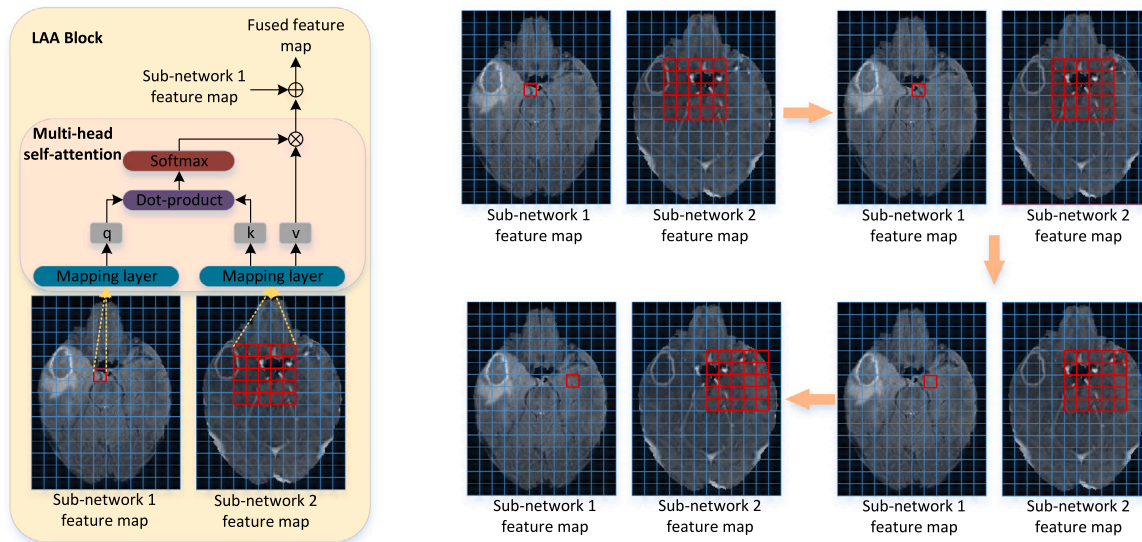 LAA Block
Fused feature
map
Sub-network 1
feature map
Multi-head
self-attention
Softmax
Dot-product
q
k
v
Mapping layer
Mapping layer
Sub-network 1
feature map
Sub-network 2
feature map
Sub-network 1
feature map
Sub-network 2
feature map
Sub-network 1
feature map
Sub-network 2
feature map
Sub-network 1
feature map
Sub-network 2
feature map
Sub-network 1
feature map
Sub-network 2
feature map